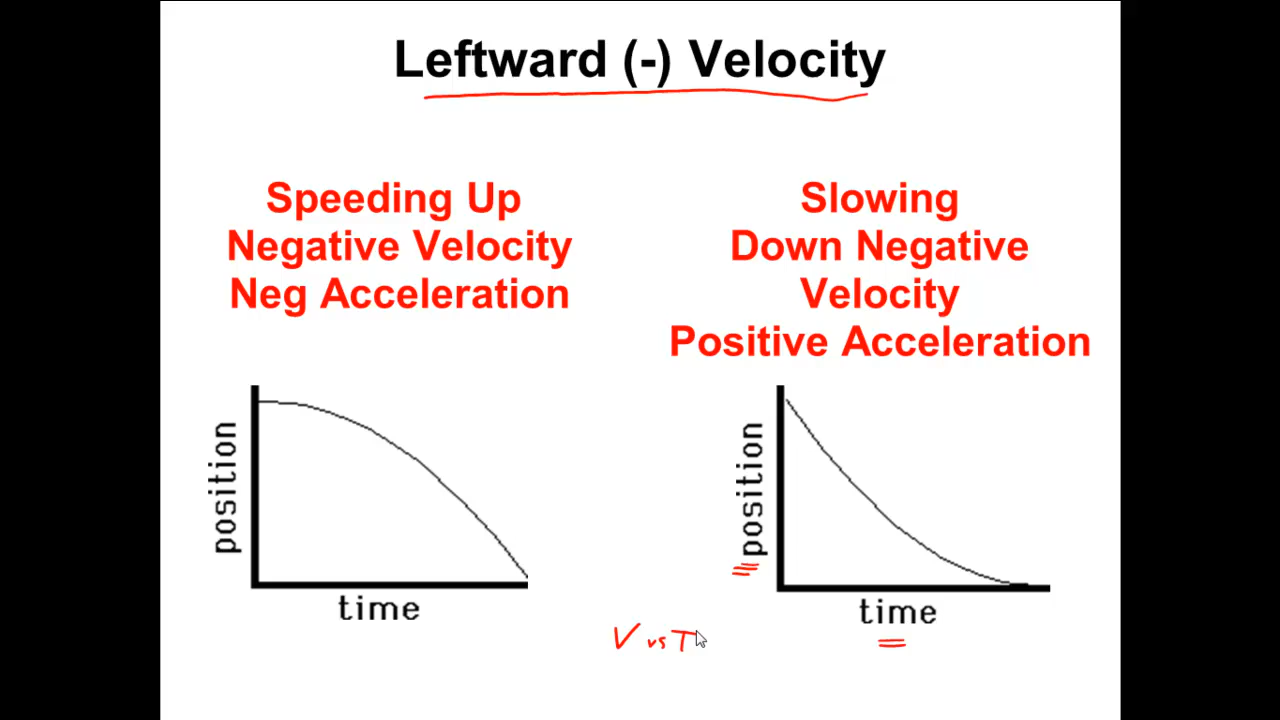 Leftward (-) Velocity
Speeding Up
Negative Velocity
Neg Acceleration
Slowing
Down Negative
Velocity
Positive Acceleration
position
time
position
time
V vs T